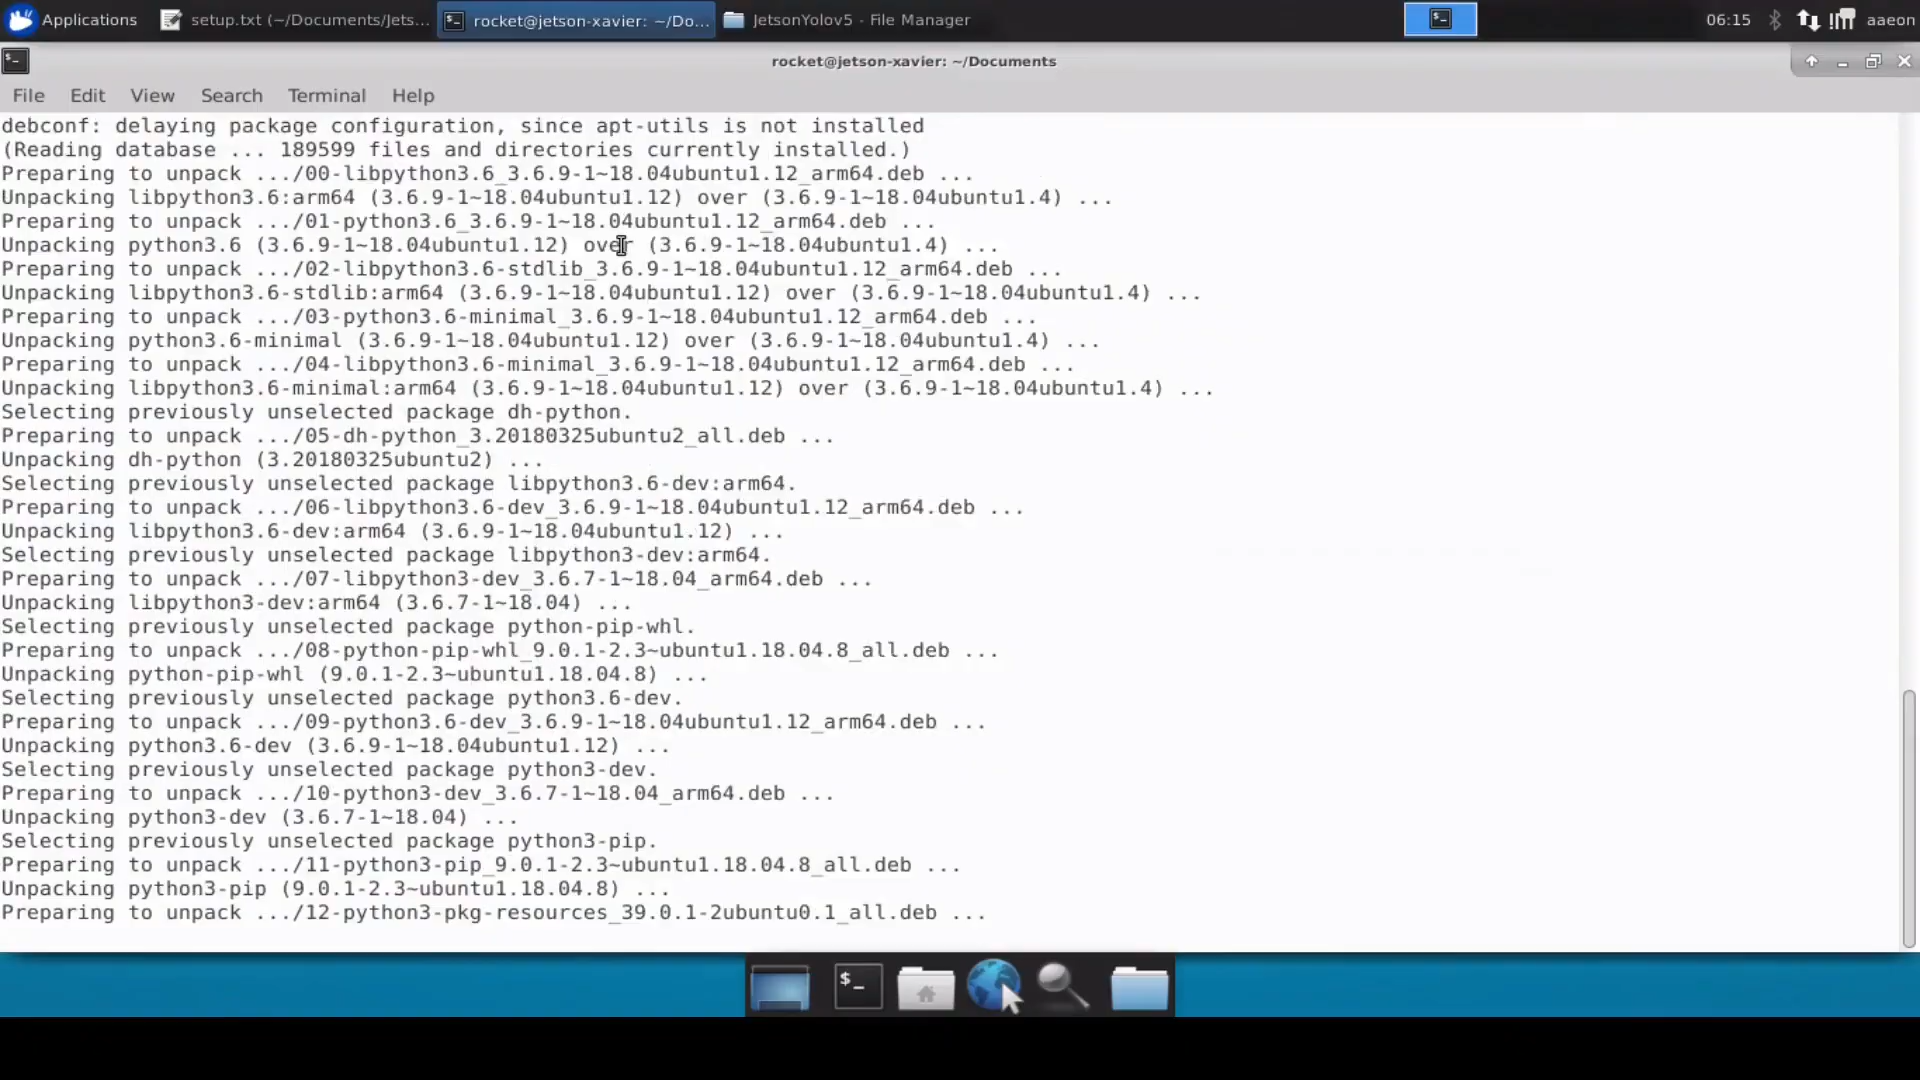 Applications
setup.txt (~/Documents/Jets...
rocket@jetson-xavier: ~/Do...
JetsonYolov5 - File Manager
06:15
aaeon
rocket@jetson-xavier: ~/Documents
File Edit View Search Terminal Help
debconf: delaying package configuration, since apt-utils is not installed
(Reading database ... 189599 files and directories currently installed.)
Preparing to unpack .../00-libpython3.6_3.6.9-1~18.04ubuntu1.12_arm64.deb ...
Unpacking libpython3.6:arm64 (3.6.9-1~18.04ubuntu1.12) over (3.6.9-1~18.04ubuntu1.4) ...
Preparing to unpack .../01-python3.6_3.6.9-1~18.04ubuntu1.12_arm64.deb ...
Unpacking python3.6 (3.6.9-1~18.04ubuntu1.12) over (3.6.9-1~18.04ubuntu1.4) ...
Preparing to unpack .../02-libpython3.6-stdlib_3.6.9-1~18.04ubuntu1.12_arm64.deb ...
Unpacking libpython3.6-stdlib:arm64 (3.6.9-1~18.04ubuntu1.12) over (3.6.9-1~18.04ubuntu1.4) ...
Preparing to unpack .../03-python3.6-minimal_3.6.9-1~18.04ubuntu1.12_arm64.deb ...
Unpacking python3.6-minimal (3.6.9-1~18.04ubuntu1.12) over (3.6.9-1~18.04ubuntu1.4) ...
Preparing to unpack .../04-libpython3.6-minimal_3.6.9-1~18.04ubuntu1.12_arm64.deb ...
Unpacking libpython3.6-minimal:arm64 (3.6.9-1~18.04ubuntu1.12) over (3.6.9-1~18.04ubuntu1.4) ...
Selecting previously unselected package dh-python.
Preparing to unpack .../05-dh-python_3.20180325ubuntu2_all.deb ...
Unpacking dh-python (3.20180325ubuntu2) ...
Selecting previously unselected package libpython3.6-dev:arm64.
Preparing to unpack .../06-libpython3.6-dev_3.6.9-1~18.04ubuntu1.12_arm64.deb ...
Unpacking libpython3.6-dev:arm64 (3.6.9-1~18.04ubuntu1.12) ...
Selecting previously unselected package libpython3-dev:arm64.
Preparing to unpack .../07-libpython3-dev_3.6.7-1~18.04_arm64.deb ...
Unpacking libpython3-dev:arm64 (3.6.7-1~18.04) ...
Selecting previously unselected package python-pip-whl.
Preparing to unpack .../08-python-pip-whl_9.0.1-2.3~ubuntu1.18.04.8_all.deb ...
Unpacking python-pip-whl (9.0.1-2.3~ubuntu1.18.04.8) ...
Selecting previously unselected package python3.6-dev.
Preparing to unpack .../09-python3.6-dev_3.6.9-1~18.04ubuntu1.12_arm64.deb ...
Unpacking python3.6-dev (3.6.9-1~18.04ubuntu1.12) ...
Selecting previously unselected package python3-dev.
Preparing to unpack .../10-python3-dev_3.6.7-1~18.04_arm64.deb ...
Unpacking python3-dev (3.6.7-1~18.04) ...
Selecting previously unselected package python3-pip.
Preparing to unpack .../11-python3-pip_9.0.1-2.3~ubuntu1.18.04.8_all.deb ...
Unpacking python3-pip (9.0.1-2.3~ubuntu1.18.04.8) ...
Preparing to unpack .../12-python3-pkg-resources_39.0.1-2ubuntu0.1_all.deb ...